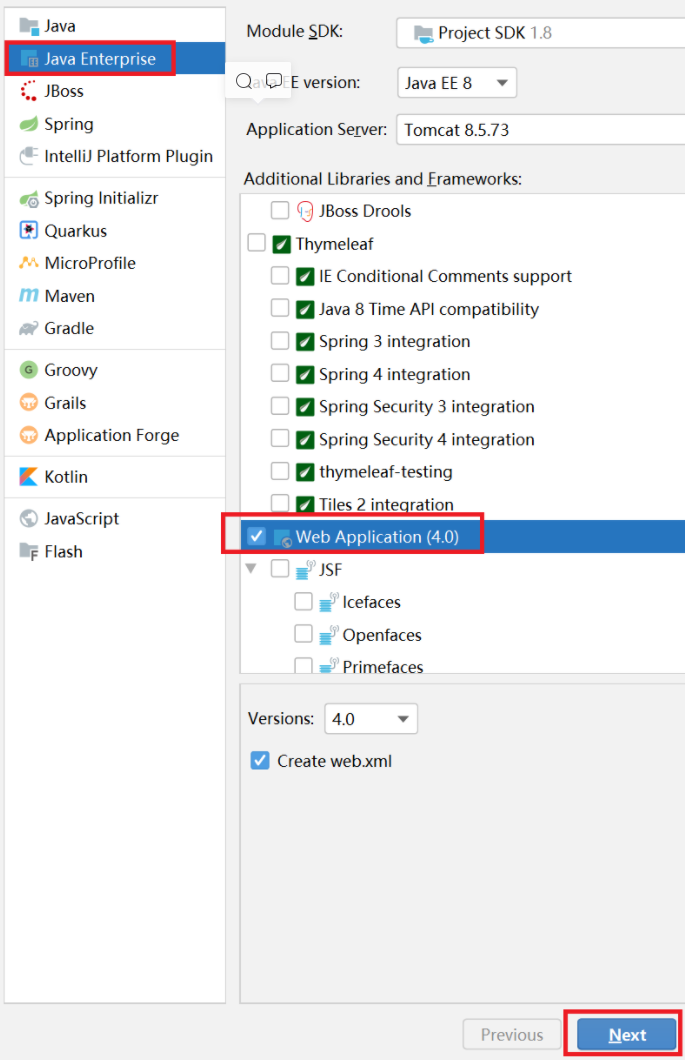 Java
Java Enterprise
JBoss
Spring
IntelliJ Platform Plugin
Spring Initializr
Quarkus
MicroProfile
Maven
Gradle
Groovy
Grails
Application Forge
Kotlin
JavaScript
Flash
Module SDK: Project SDK 1.8
EE version: Java EE 8
Application Server: Tomcat 8.5.73
Additional Libraries and Frameworks:
JBoss Drools
Thymeleaf
IE Conditional Comments support
Java 8 Time API compatibility
Spring 3 integration
Spring 4 integration
Spring Security 3 integration
Spring Security 4 integration
thymeleaf-testing
Tiles 2 integration
Web Application (4.0)
JSF
Icefaces
Openfaces
Primefaces
Versions: 4.0
Create web.xml
Previous Next